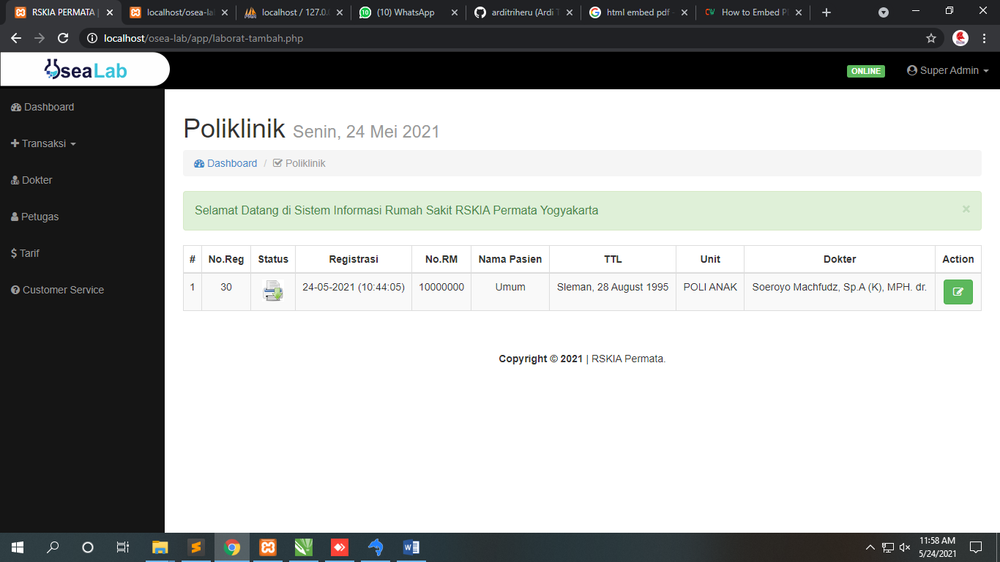 RSKIA PERMATA |
localhost/osea-la
localhost / 127.0.
(10) WhatsApp
arditriheru (Ardi T
html embed pdf -
CW How to Embed P
localhost/osea-lab/app/laborat-tambah.php
OseaLab
ONLINE
Super Admin
Dashboard
Transaksi
Dokter
Petugas
Tarif
Customer Service
Poliklinik Senin, 24 Mei 2021
Dashboard / Poliklinik
Selamat Datang di Sistem Informasi Rumah Sakit RSKIA Permata Yogyakarta ×
# No.Reg Status Registrasi No.RM Nama Pasien TTL Unit Dokter Action
1 30 24-05-2021 (10:44:05) 10000000 Umum Sleman, 28 August 1995 POLI ANAK Soeroyo Machfudz, Sp.A (K), MPH. dr.
Copyright © 2021 | RSKIA Permata.
11:58 AM
5/24/2021